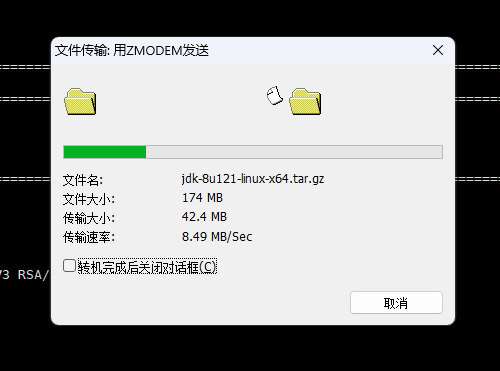 文件传输: 用ZMODEM发送
文件名: jdk-8u121-linux-x64.tar.gz
文件大小: 174 MB
传输大小: 42.4 MB
传输速率: 8.49 MB/Sec
转机完成后关闭对话框(C)
V3 RSA/
取消